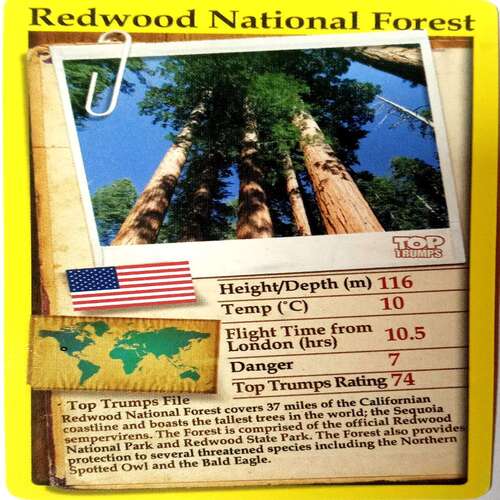 Redwood National Forest
TOP
TRUMPS
Height/Depth (m) 116
Temp (˚C) 10
Flight Time from
London (hrs) 10.5
Danger 7
Top Trumps Rating 74
Top Trumps File
Redwood National Forest covers 37 miles of the Californian
coastline and boasts the tallest trees in the world; the Sequoia
sempervirens. The Forest is comprised of the official Redwood
National Park and Redwood State Park. The Forest also provides
protection to several threatened species including the Northern
Spotted Owl and the Bald Eagle.